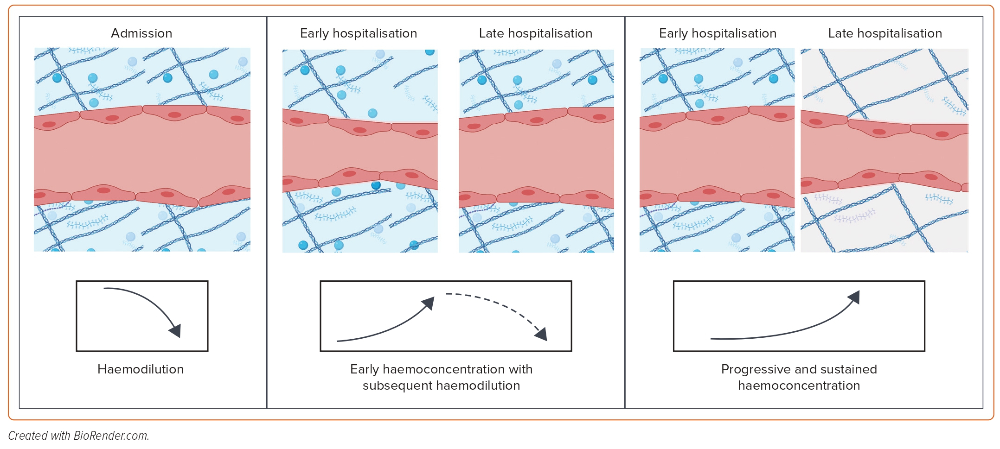 Admission
Early hospitalisation
Late hospitalisation
Early hospitalisation
Late hospitalisation
Haemodilution
Early haemoconcentration with
subsequent haemodilution
Progressive and sustained
haemoconcentration
Created with BioRender.com.